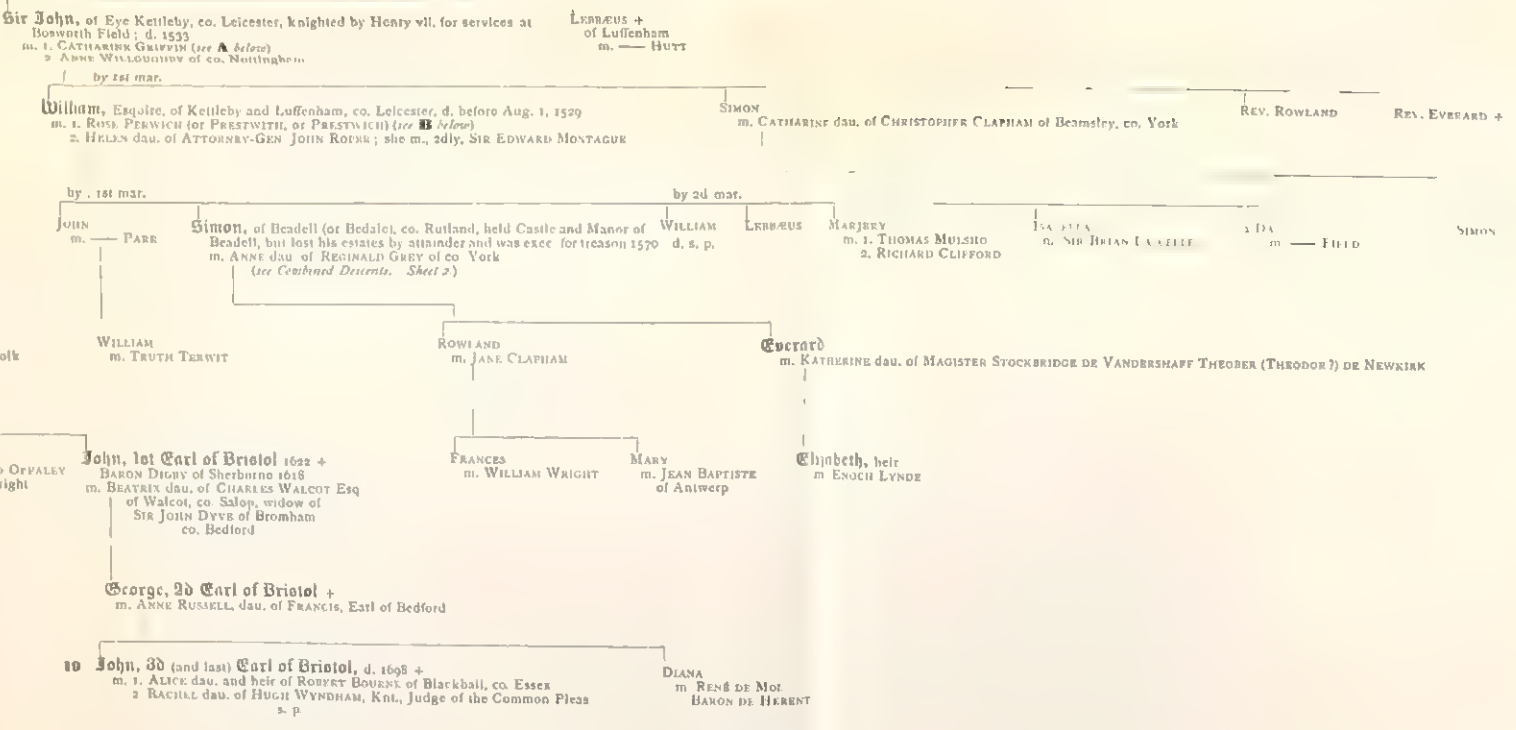 Sir John, of Eye Kettleby, co. Leicester, knighted by Henry vii. for services at
Bosworth Field; d. 1533
m. 1. CATHARINE GRIFFIN (see A below)
2 ANNE WILLOUGHBY of co. Nottingham
LEBBÆUS +
of Luffenham
m. — HUTT
by 1st mar.
William, Esquire, of Kettleby and Luffenham, co. Leicester, d. before Aug. 1, 1529
m. 1. ROSE PERWICH (or PRESTWITH, or PRESTWICH) (see B below)
2. HELEN dau. of ATTORNEY-GEN JOHN ROPER; she m., 2dly, SIR EDWARD MONTAGUE
SIMON
m. CATHARINE dau. of CHRISTOPHER CLAPHAM of Beamsley, co, York
REV. ROWLAND
REV. EVERARD +
by . 1st mar.
by 2d mar.
JOHN
m. — PARR
Simon, of Beadell (or Bedale), co. Rutland, held Castle and Manor of
Beadell, but lost his estates by attainder and was exec for treason 1570
m. ANNE dau of REGINALD GREY of co York
(see Combined Descents. Sheet 2)
WILLIAM
d. s. p.
LEBBÆUS
MARJERY
m. 1. THOMAS MULSHO
2. RICHARD CLIFFORD
SIR BRIAN
m — FIELD
SIMON
WILLIAM
m. TRUTH TERWIT
ROWLAND
m. JANE CLAPHAM
Everard
m. KATHERINE dau. of MAGISTER STOCKBRIDGE DE VANDERSHAFF THEOBER (THEODOR?) DE NEWKIRK
olk
OFFALEY
right
John, 1st Earl of Bristol 1622 +
BARON DIGBY of Sherborne 1618
m. BEATRIX dau. of CHARLES WALCOT Esq
of Walcot, co. Salop, widow of
SIR JOHN DYVE of Bromham
co. Bedford
FRANCES
m. WILLIAM WRIGHT
MARY
m. JEAN BAPTISTE
of Antwerp
Elizabeth, heir
m ENOCH LYNDE
George, 2d Earl of Bristol +
m. ANNE RUSSELL, dau. of FRANCIS, Earl of Bedford
10 John, 3d (and last) Earl of Bristol, d. 1698 +
m. 1. ALICE dau. and heir of ROBERT BOURNE of Blackhall, co. Essex
2 RACHEL dau. of HUGH WYNDHAM, Knt., Judge of the Common Pleas
s. p.
DIANA
m RENÉ DE MOL
BARON DE HERENT